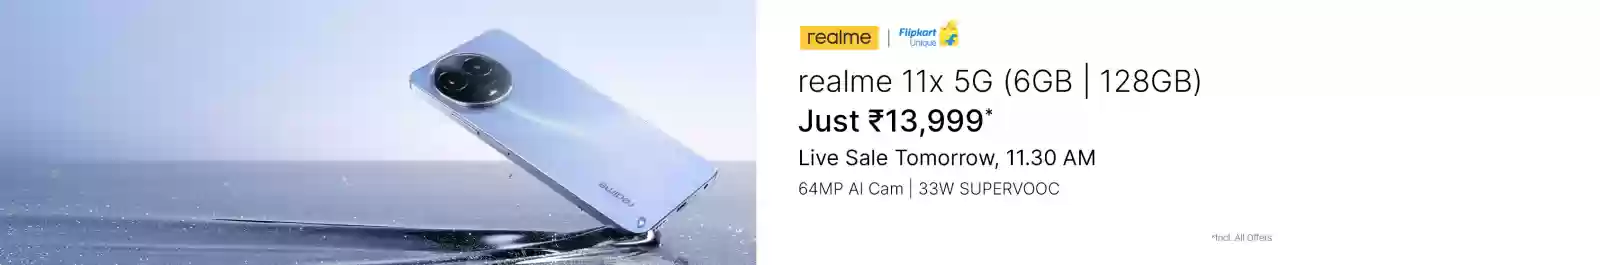 realme | Flipkart Unique
realme 11x 5G (6GB | 128GB)
Just ₹13,999*
Live Sale Tomorrow, 11.30 AM
64MP AI Cam | 33W SUPERVOOC
*Incl. All Offers
realme